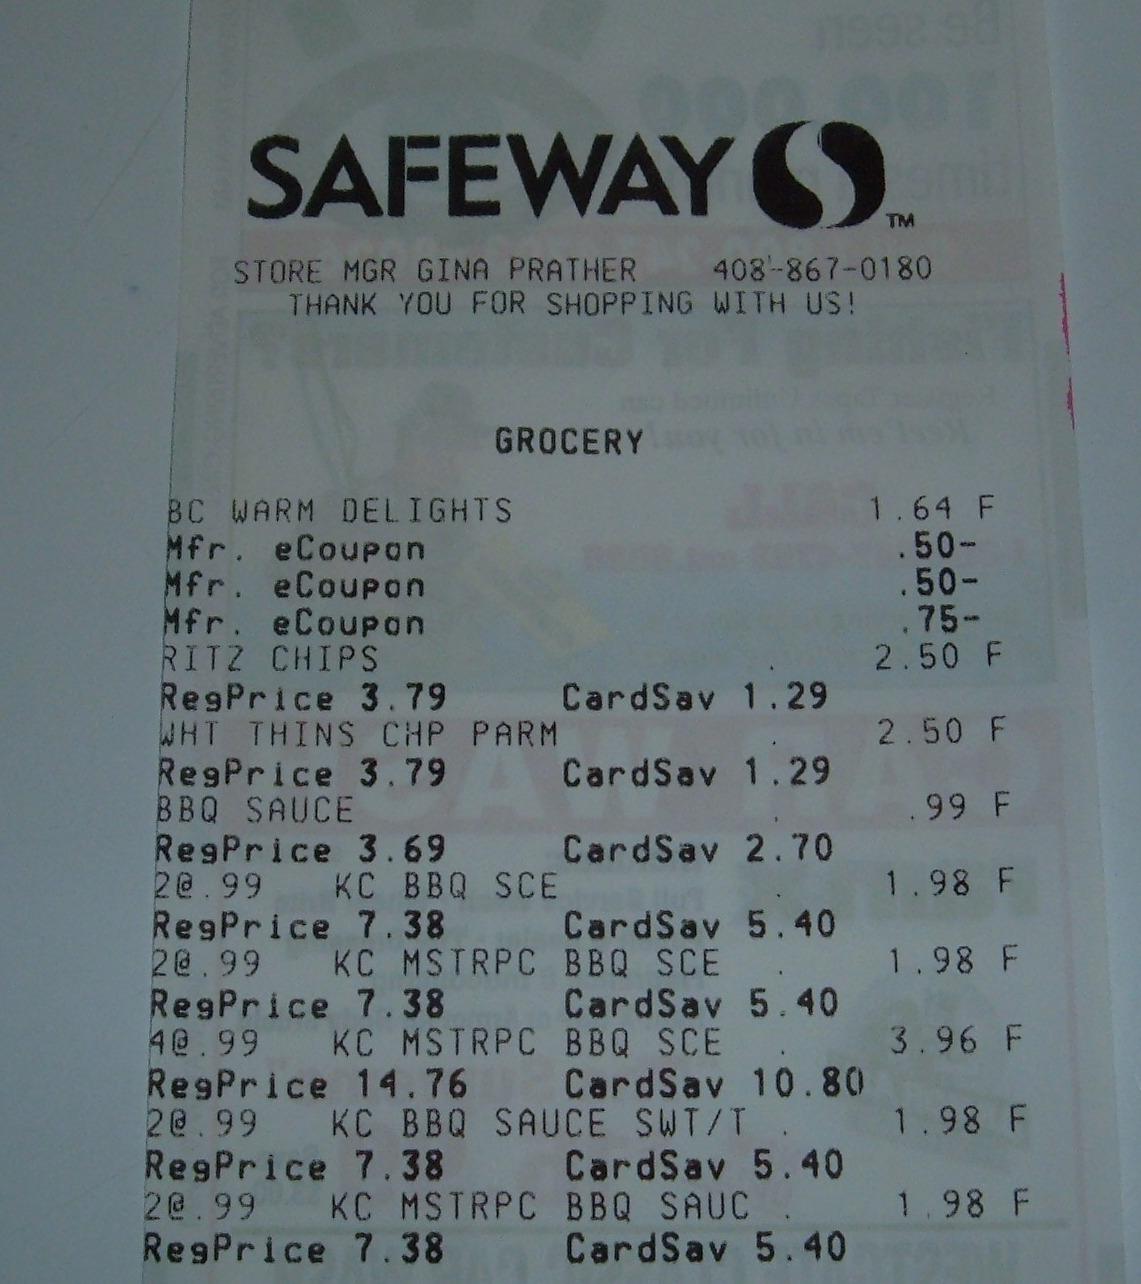 SAFEWAY TM
STORE MGR GINA PRATHER 408-867-0180
THANK YOU FOR SHOPPING WITH US!
GROCERY
BC WARM DELIGHTS 1.64 F
Mfr. eCoupon .50-
Mfr. eCoupon .50-
Mfr. eCoupon .75-
RITZ CHIPS . 2.50 F
RegPrice 3.79 CardSav 1.29
WHT THINS CHP PARM . 2.50 F
RegPrice 3.79 CardSav 1.29
BBQ SAUCE . .99 F
RegPrice 3.69 CardSav 2.70
2@.99 KC BBQ SCE . 1.98 F
RegPrice 7.38 CardSav 5.40
2@.99 KC MSTRPC BBQ SCE . 1.98 F
RegPrice 7.38 CardSav 5.40
4@.99 KC MSTRPC BBQ SCE . 3.96 F
RegPrice 14.76 CardSav 10.80
2@.99 KC BBQ SAUCE SWT/T . 1.98 F
RegPrice 7.38 CardSav 5.40
2@.99 KC MSTRPC BBQ SAUC . 1.98 F
RegPrice 7.38 CardSav 5.40